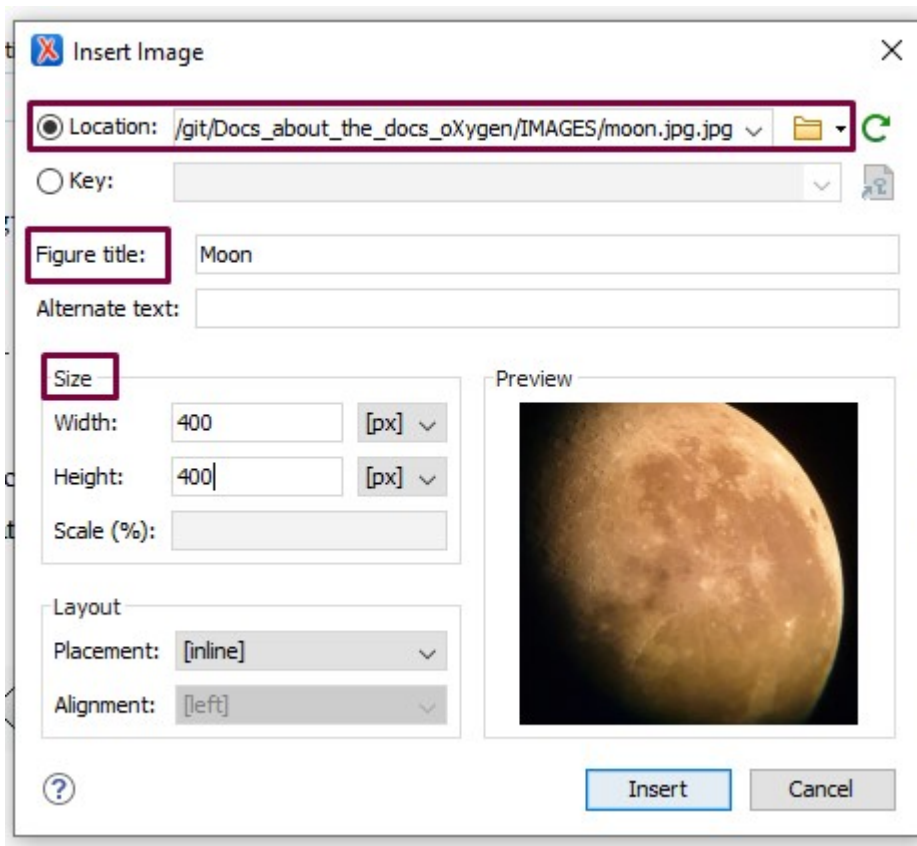 Insert Image
Location: /git/Docs_about_the_docs_oXygen/IMAGES/moon.jpg.jpg
Key:
Figure title: Moon
Alternate text:
Size
Preview
Width: 400 [px]
Height: 400 [px]
Scale (%):
Layout
Placement: [inline]
Alignment: [left]
Insert Cancel